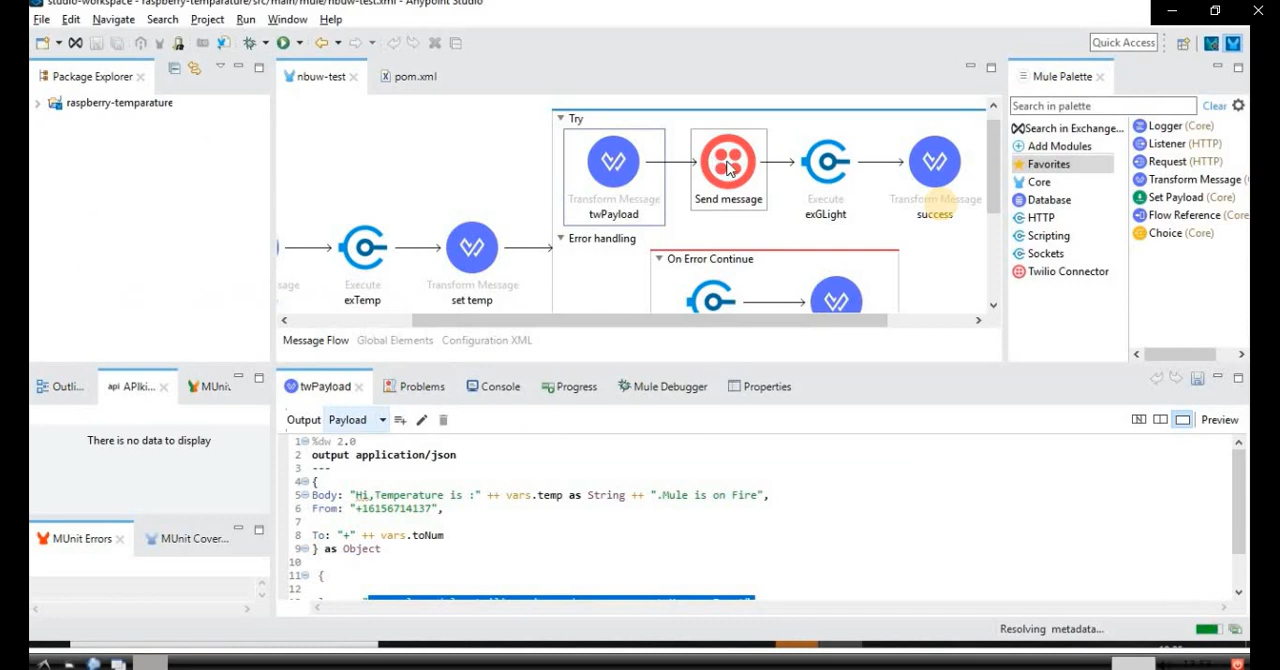 studio-workspace - raspberry-temparature/src/main/mule/nbuw-test.xml - Anypoint Studio
File Edit Navigate Search Project Run Window Help
Quick Access
Package Explorer
raspberry-temparature
nbuw-test
pom.xml
Try
Transform Message
twPayload
Send message
Execute
exGLight
Transform Message
success
Error handling
On Error Continue
sage
Execute
exTemp
Transform Message
set temp
Message Flow Global Elements Configuration XML
Mule Palette
Search in palette
Clear
Search in Exchange...
Add Modules
Favorites
Core
Database
HTTP
Scripting
Sockets
Twilio Connector
Logger (Core)
Listener (HTTP)
Request (HTTP)
Transform Message (
Set Payload (Core)
Flow Reference (Core
Choice (Core)
Outli...
api APIki...
MUni.
There is no data to display
MUnit Errors
MUnit Cover...
twPayload
Problems
Console
Progress
Mule Debugger
Properties
Output Payload
Preview
1 %dw 2.0
2 output application/json
3 ---
4 {
5 Body: "Hi,Temperature is :" ++ vars.temp as String ++ ".Mule is on Fire",
6 From: "+16156714137",
7
8 To: "+" ++ vars.toNum
9 } as Object
10
11 {
12
Resolving metadata...